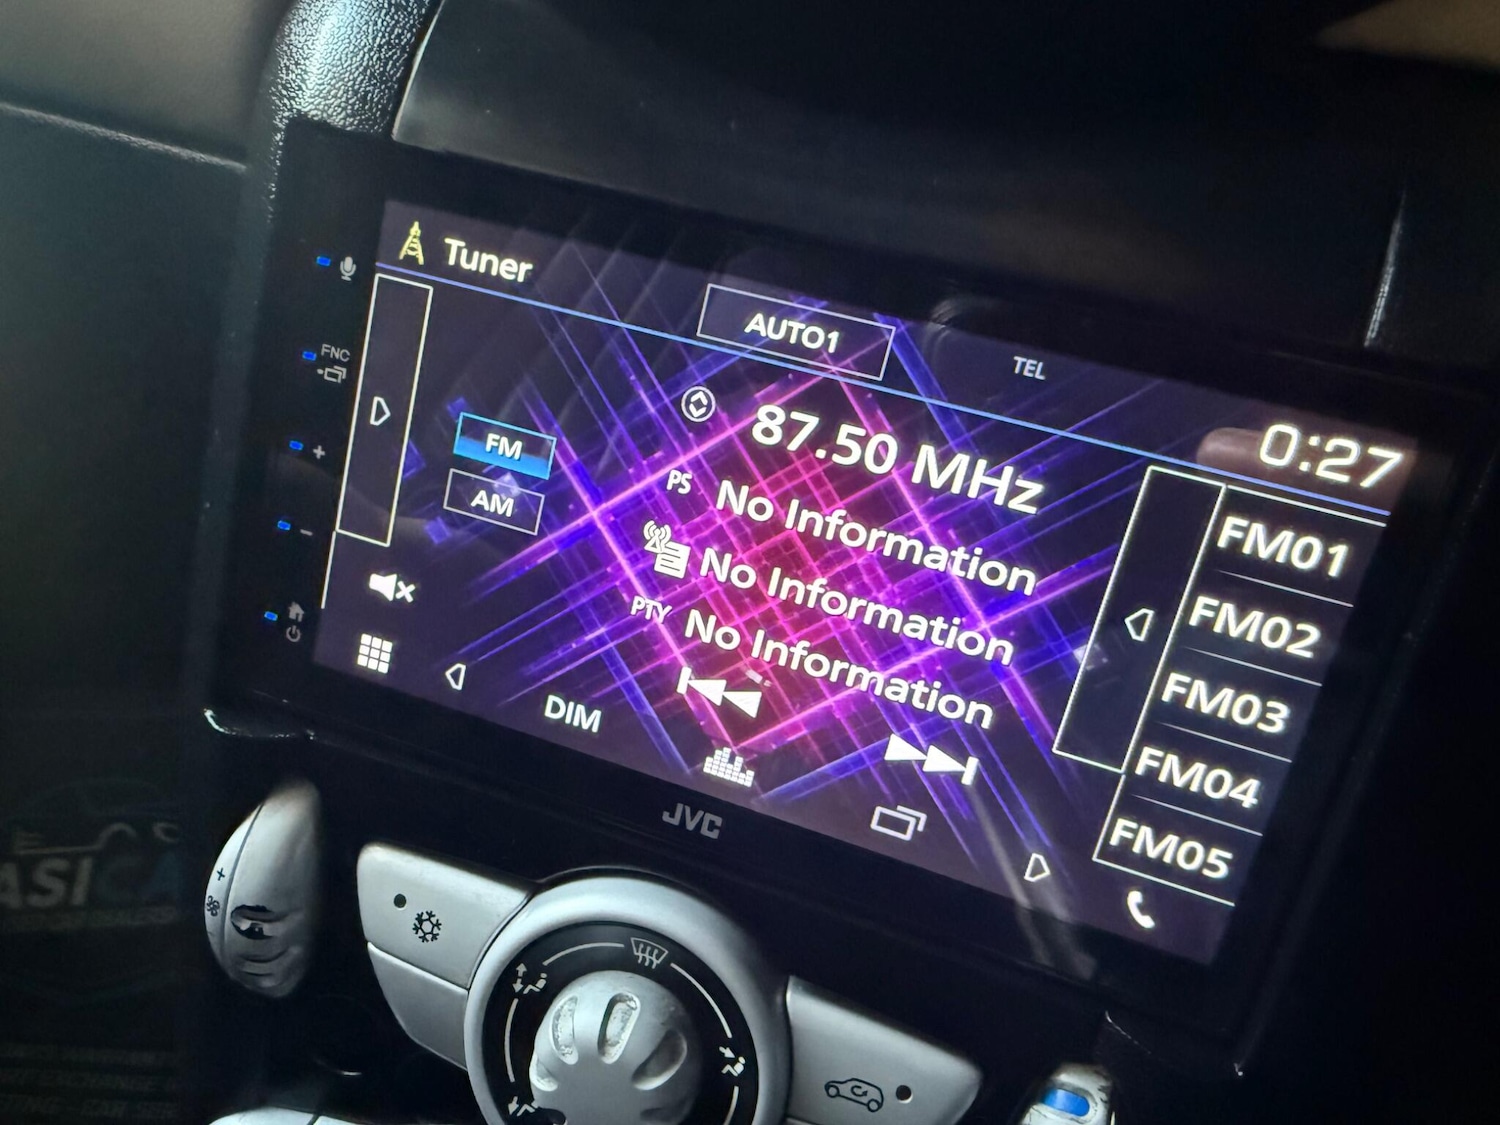 Tuner
AUTO1
TEL
0:27
FNC
+
-
FM
AM
87.50 MHz
PS No Information
No Information
PTY No Information
FM01
FM02
FM03
FM04
FM05
DIM
JVC
+